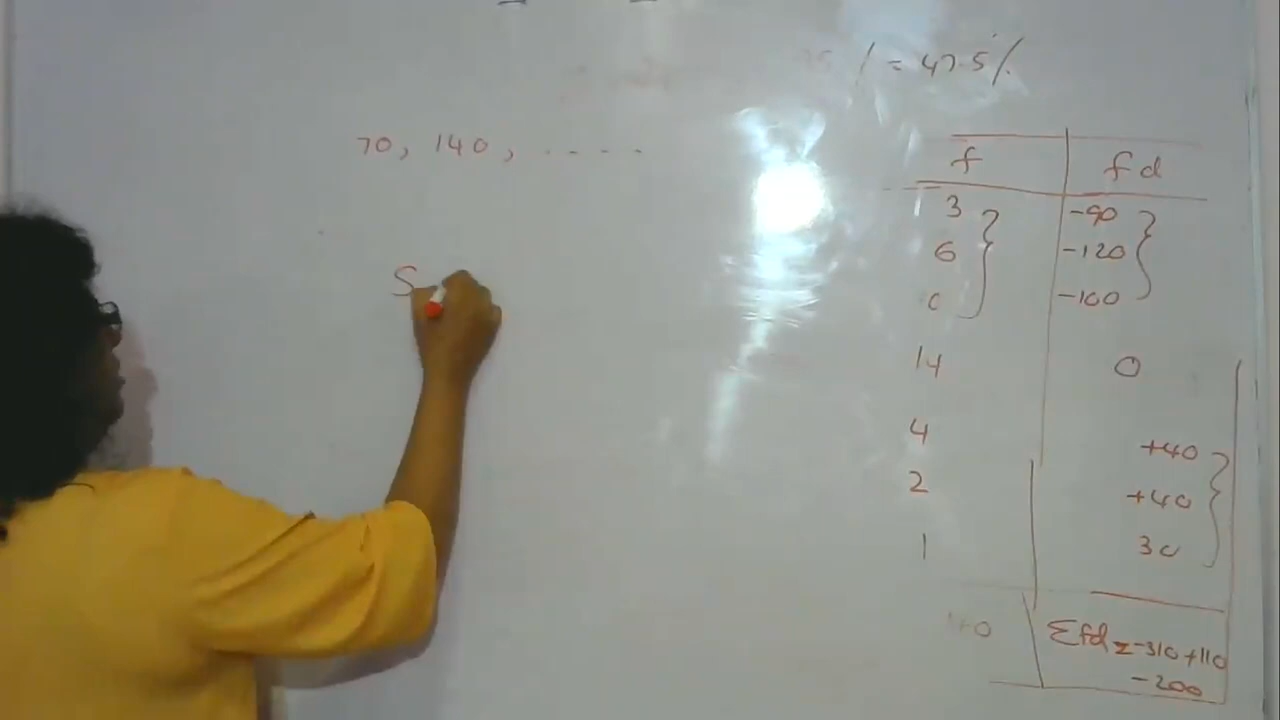 / = 47.5%
70, 140, ....
S
f fd
3 -90
6 -120
0 -100
14 0
4 +40
2 +40
1 30
Σfd = -310 +110
-200